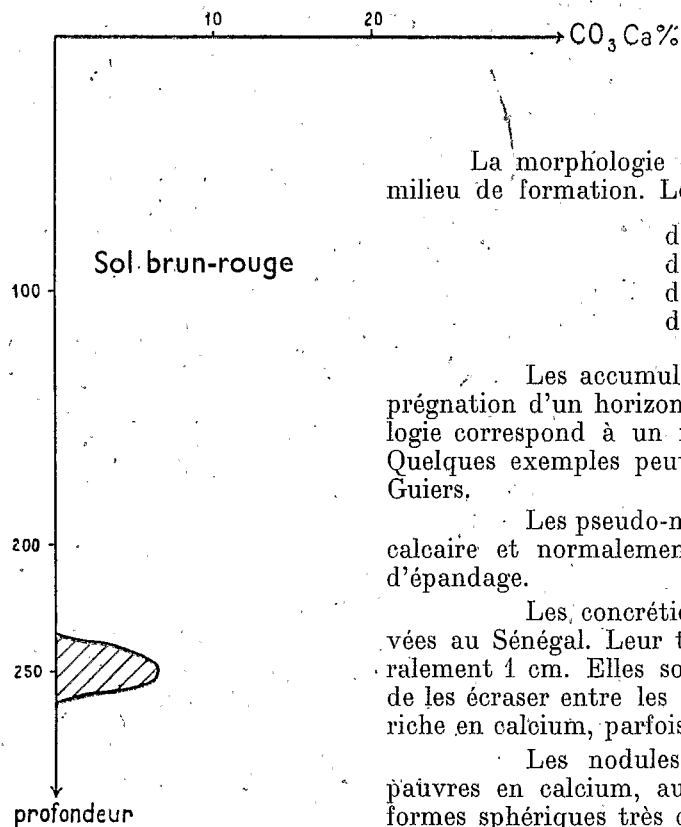 10 20
CO₃Ca%
Sol brun-rouge
100
200
250
profondeur
La morphologie
milieu de formation.
d
d
d
d
Les accumul
prégnation d'un horizon
logie correspond à un
Quelques exemples peu
Guiers.
Les pseudo-n
calcaire et normalemen
d'épandage.
Les concrétio
vées au Sénégal. Leur t
ralement 1 cm. Elles so
de les écraser entre les
riche en calcium, parfois
Les nodules
pauvres en calcium, au
formes sphériques très